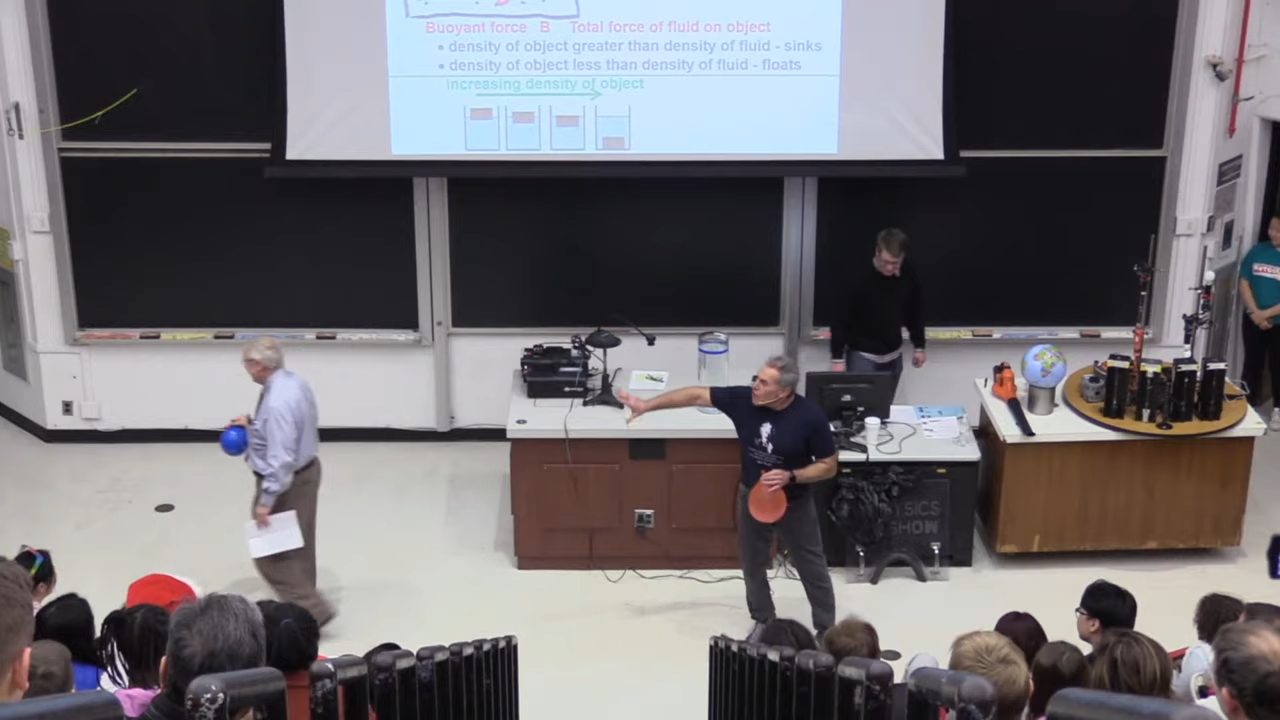 Buoyant force B Total force of fluid on object
• density of object greater than density of fluid - sinks
• density of object less than density of fluid - floats
increasing density of object
SHOW